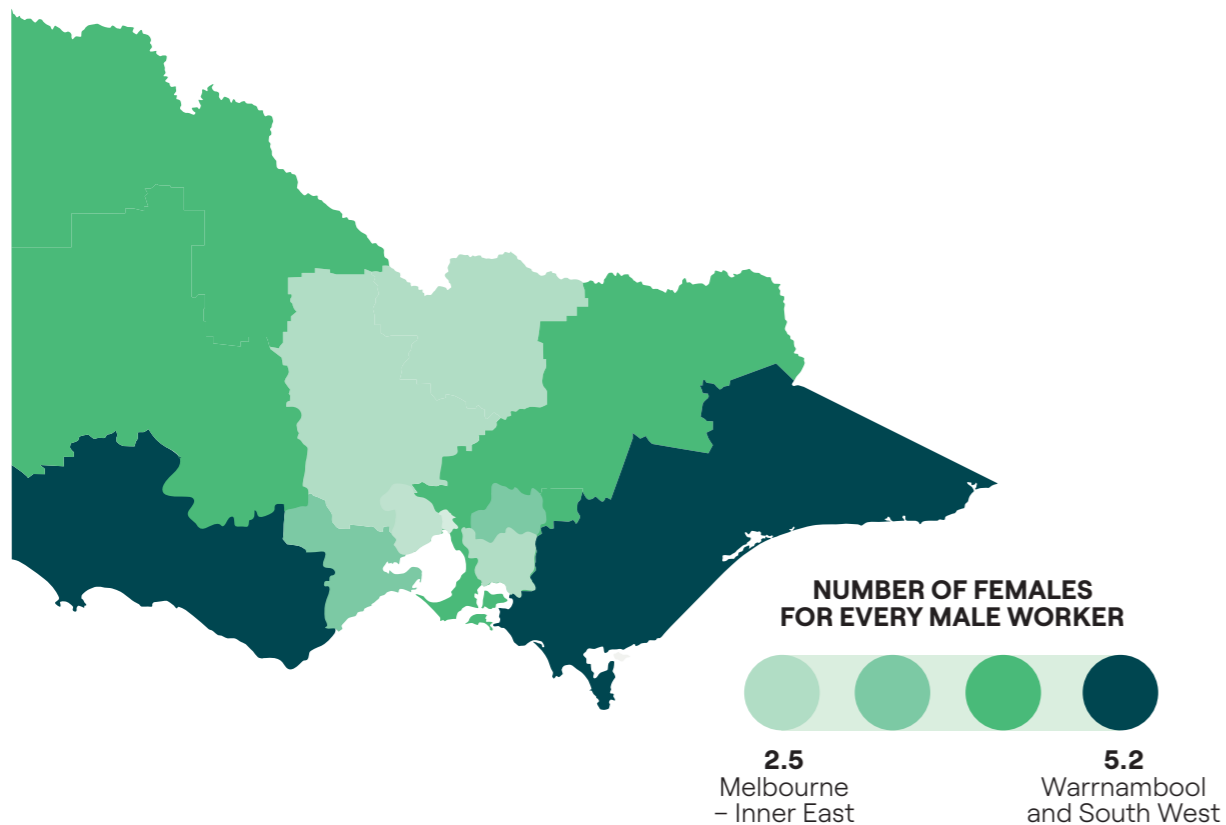 NUMBER OF FEMALES
FOR EVERY MALE WORKER
2.5
Melbourne
– Inner East
5.2
Warrnambool
and South West